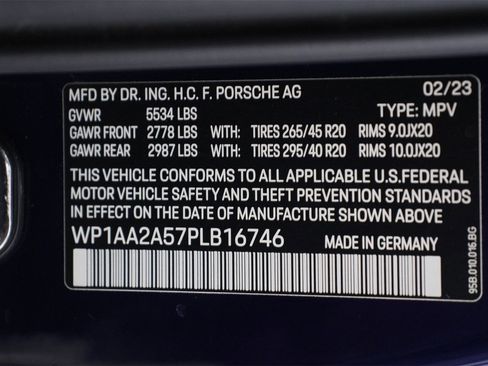 MFD BY DR. ING. H.C. F. PORSCHE AG 02/23
GVWR 5534 LBS TYPE: MPV
GAWR FRONT 2778 LBS WITH: TIRES 265/45 R20 RIMS 9.0JX20
GAWR REAR 2987 LBS WITH: TIRES 295/40 R20 RIMS 10.0JX20
THIS VEHICLE CONFORMS TO ALL APPLICABLE U.S.FEDERAL
MOTOR VEHICLE SAFETY AND THEFT PREVENTION STANDARDS
IN EFFECT ON THE DATE OF MANUFACTURE SHOWN ABOVE
WP1AA2A57PLB16746 MADE IN GERMANY
95B.010.016.BG